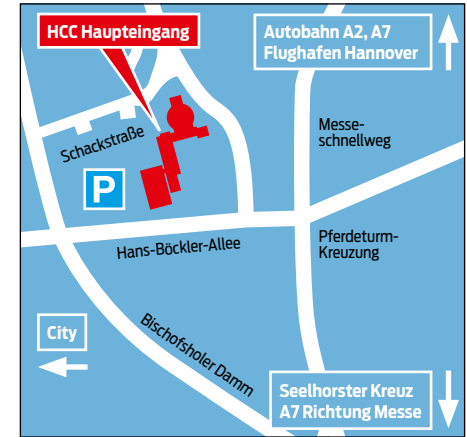 HCC Haupteingang
Autobahn A2, A7
Flughafen Hannover
Schackstraße
Messe-
schnellweg
P
Hans-Böckler-Allee
Pferdeturm-
Kreuzung
City
Bischofsholer Damm
Seelhorster Kreuz
A7 Richtung Messe